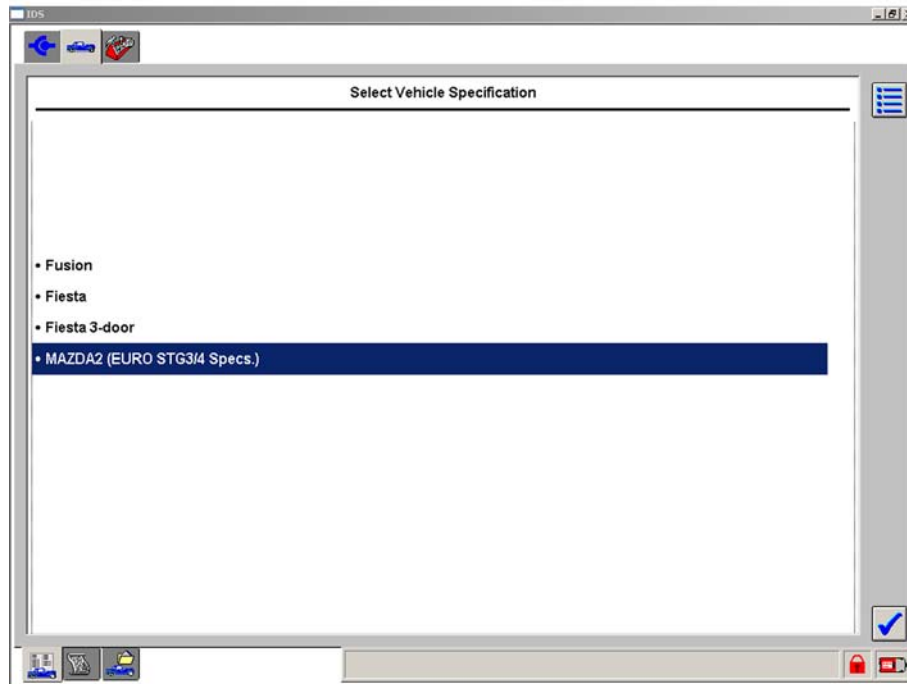 IDS
Select Vehicle Specification
• Fusion
• Fiesta
• Fiesta 3-door
• MAZDA2 (EURO STG3/4 Specs.)